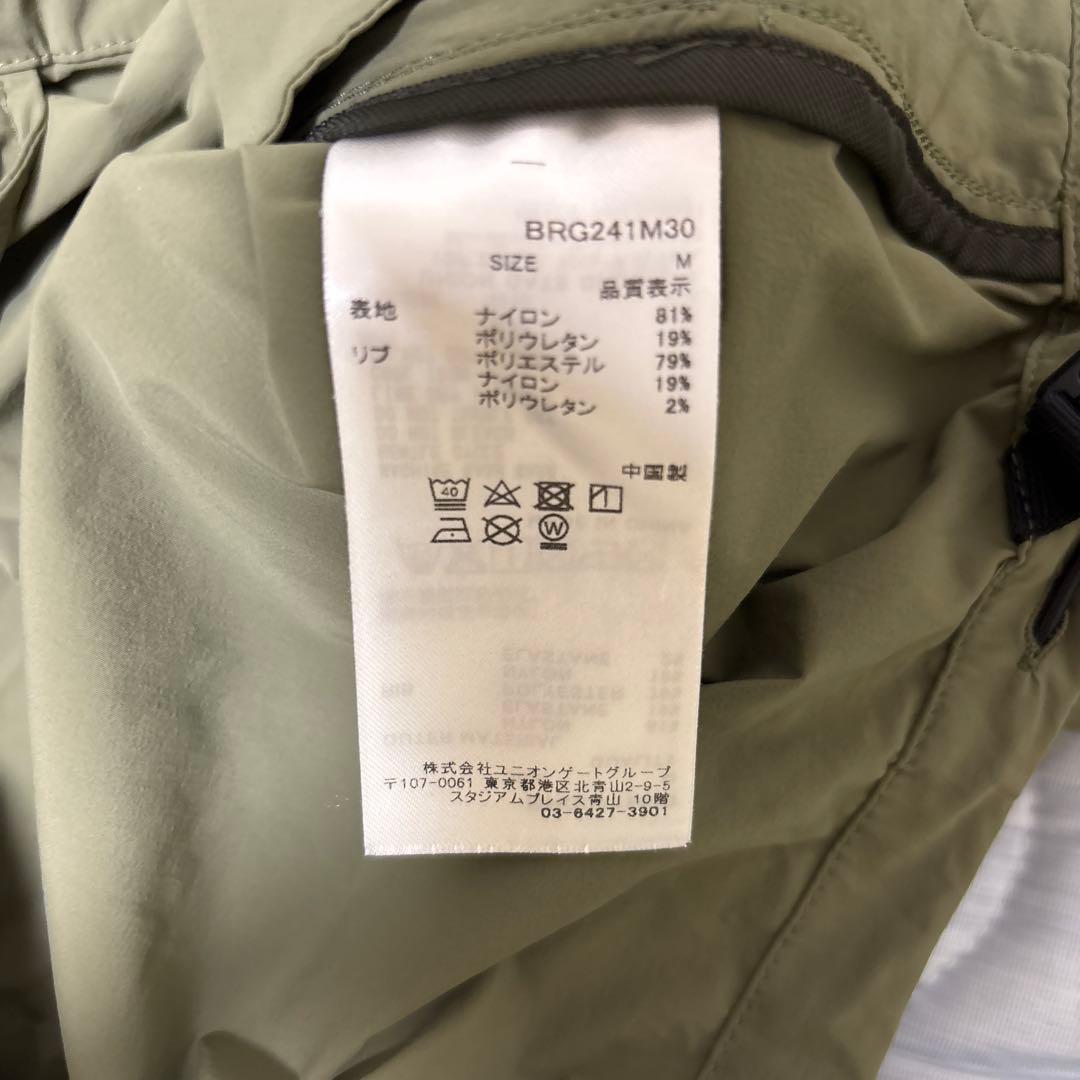 BRG241M30
SIZE M
品質表示
表地 ナイロン 81%
ポリウレタン 19%
リブ ポリエステル 79%
ナイロン 19%
ポリウレタン 2%
中国製
40
W
株式会社ユニオンゲートグループ
〒107-0061 東京都港区北青山2-9-5
スタジアムプレイス青山 10階
03-6427-3901